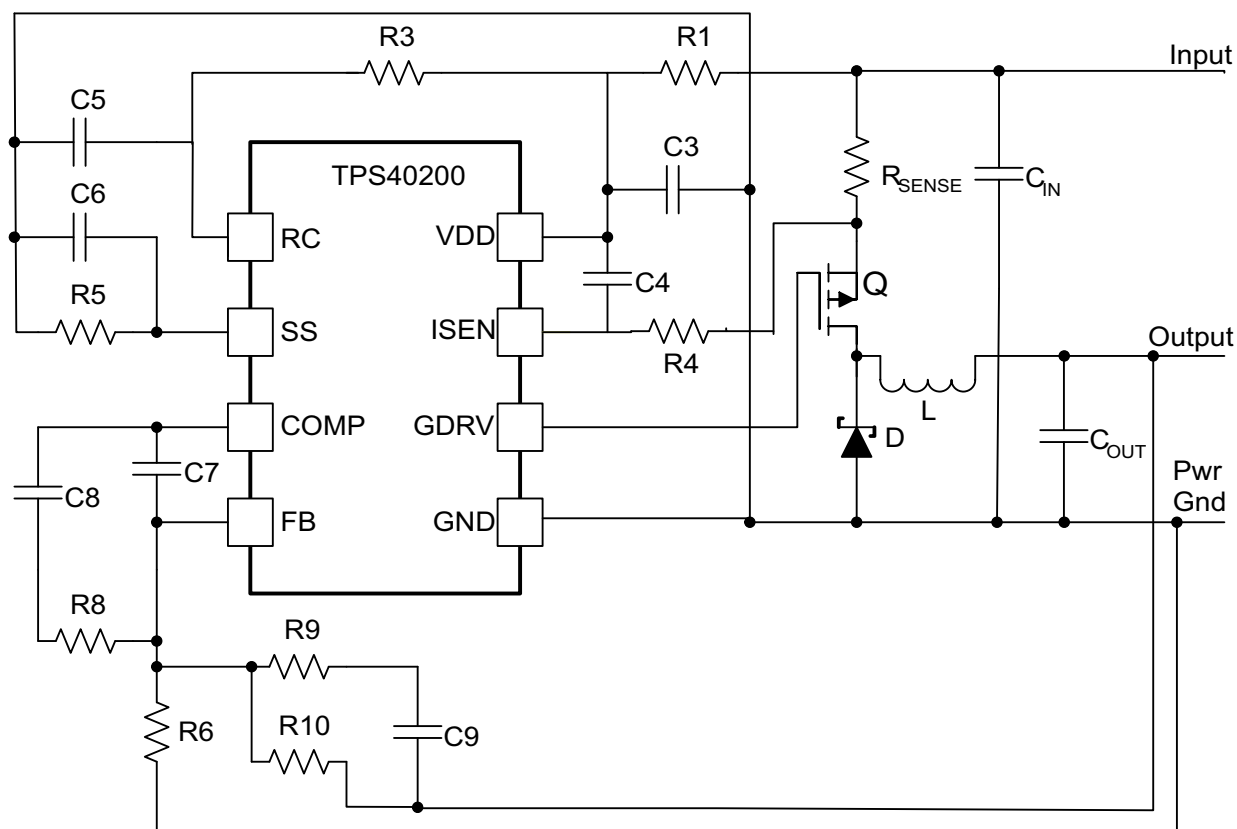 R3
R1
Input
C5
C3
TPS40200
RSENSE
CIN
C6
RC
VDD
C4
Q
R5
SS
ISEN
R4
Output
L
COMP
GDRV
D
COUT
C7
C8
Pwr
Gnd
FB
GND
R8
R9
R6
R10
C9